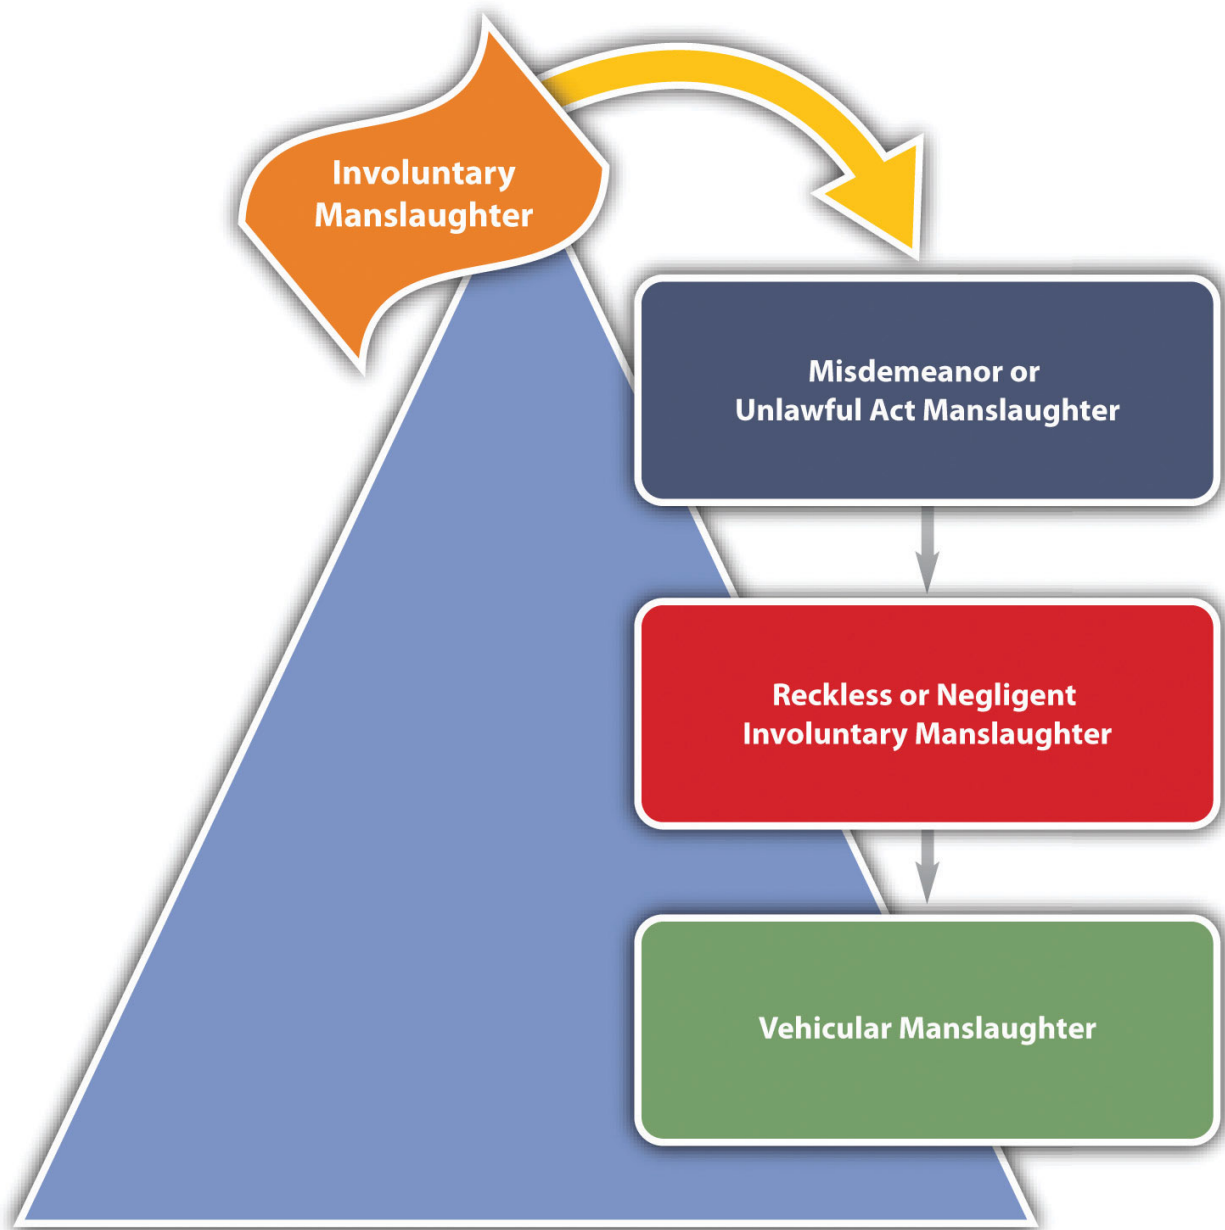 Involuntary
Manslaughter
Misdemeanor or
Unlawful Act Manslaughter
Reckless or Negligent
Involuntary Manslaughter
Vehicular Manslaughter